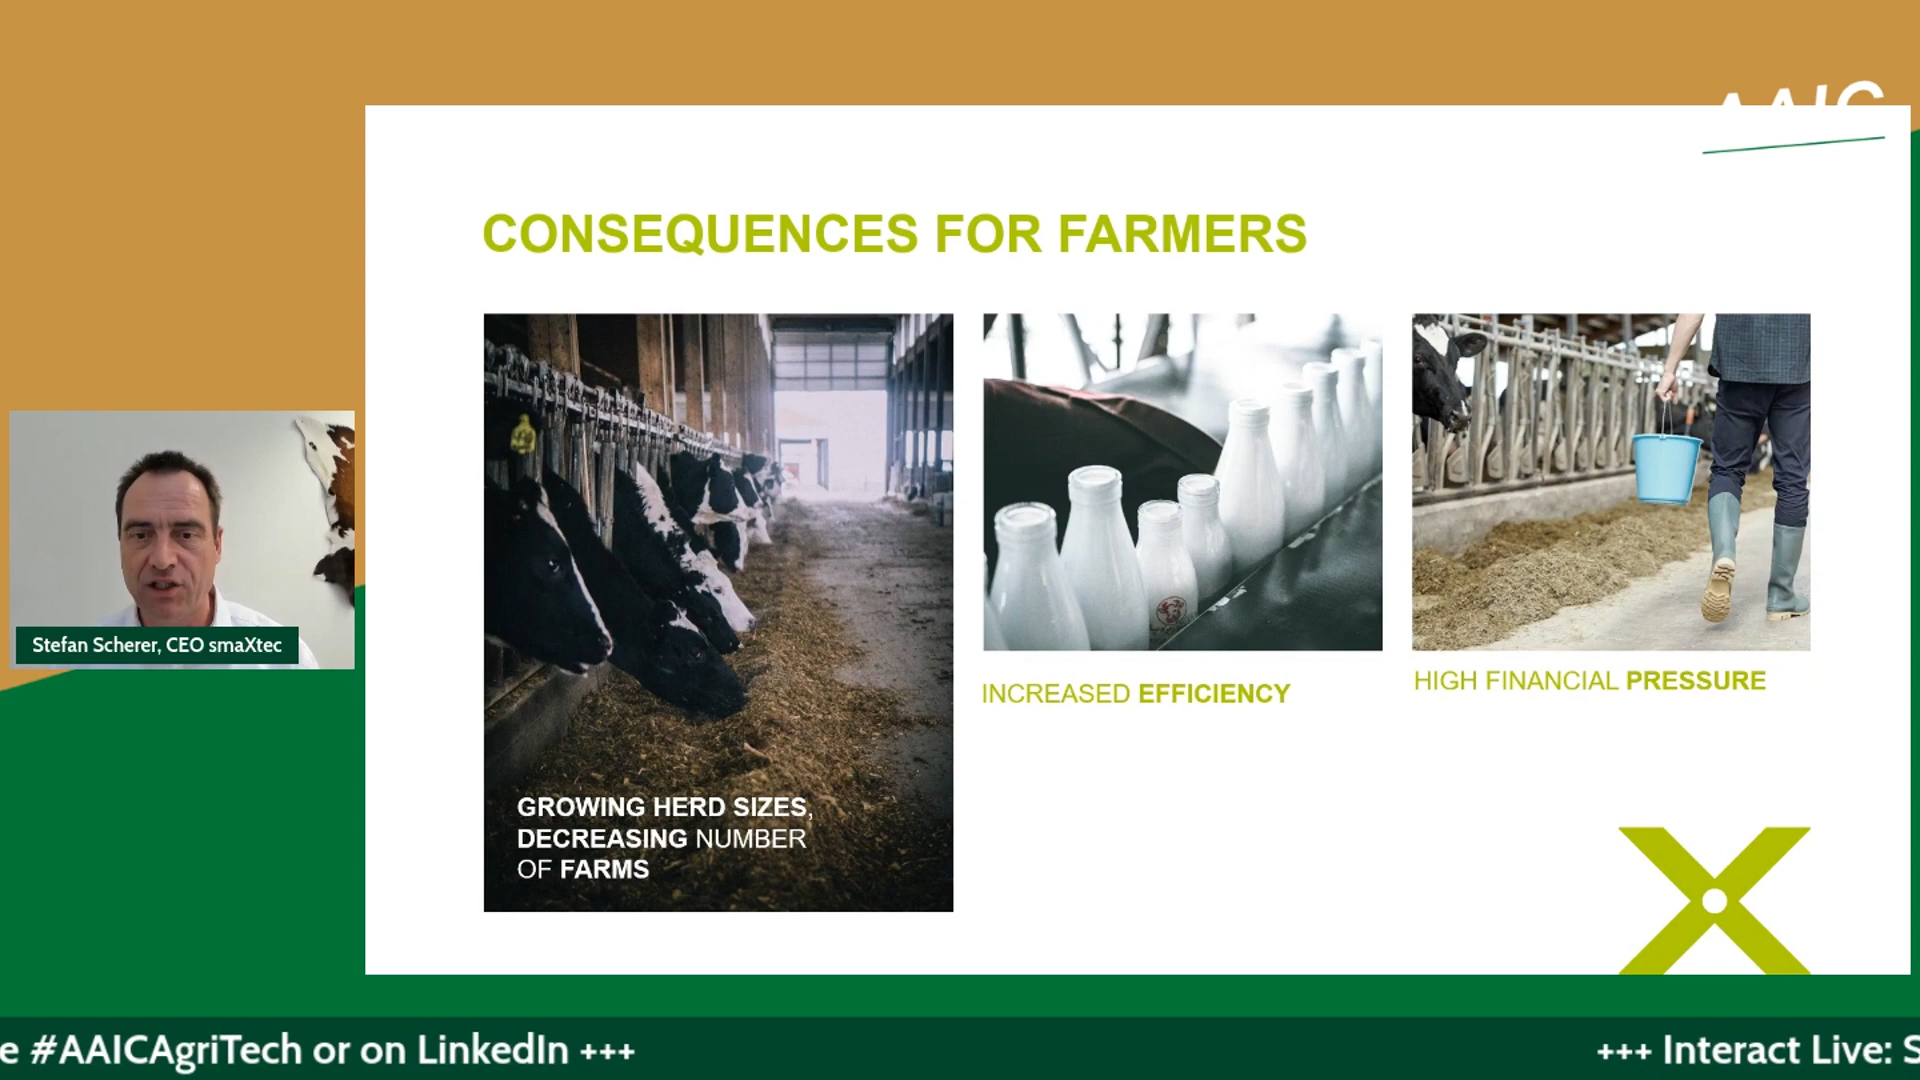 AAIC
CONSEQUENCES FOR FARMERS
GROWING HERD SIZES,
DECREASING NUMBER
OF FARMS
INCREASED EFFICIENCY
HIGH FINANCIAL PRESSURE
Stefan Scherer, CEO smaXtec
e #AAICAgriTech or on LinkedIn +++
+++ Interact Live: S